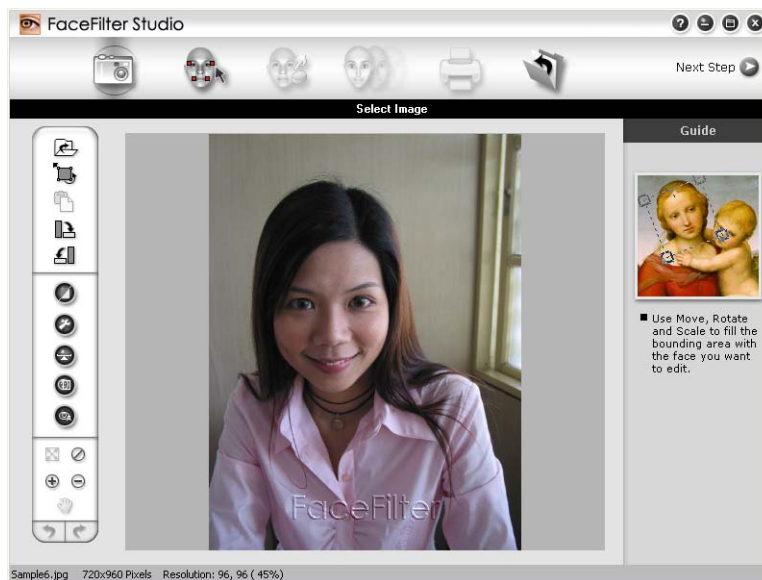 FaceFilter Studio
Next Step
Select Image
Guide
Use Move, Rotate
and Scale to fill the
bounding area with
the face you want
to edit.
FaceFilter
Sample6.jpg 720x960 Pixels Resolution: 96, 96 ( 45%)